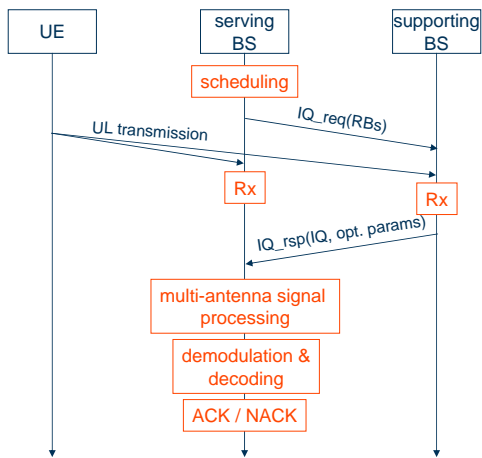 UE
serving
BS
supporting
BS
scheduling
IQ_req(RBs)
UL transmission
Rx
Rx
IQ_rsp(IQ, opt. params)
multi-antenna signal
processing
demodulation &
decoding
ACK / NACK